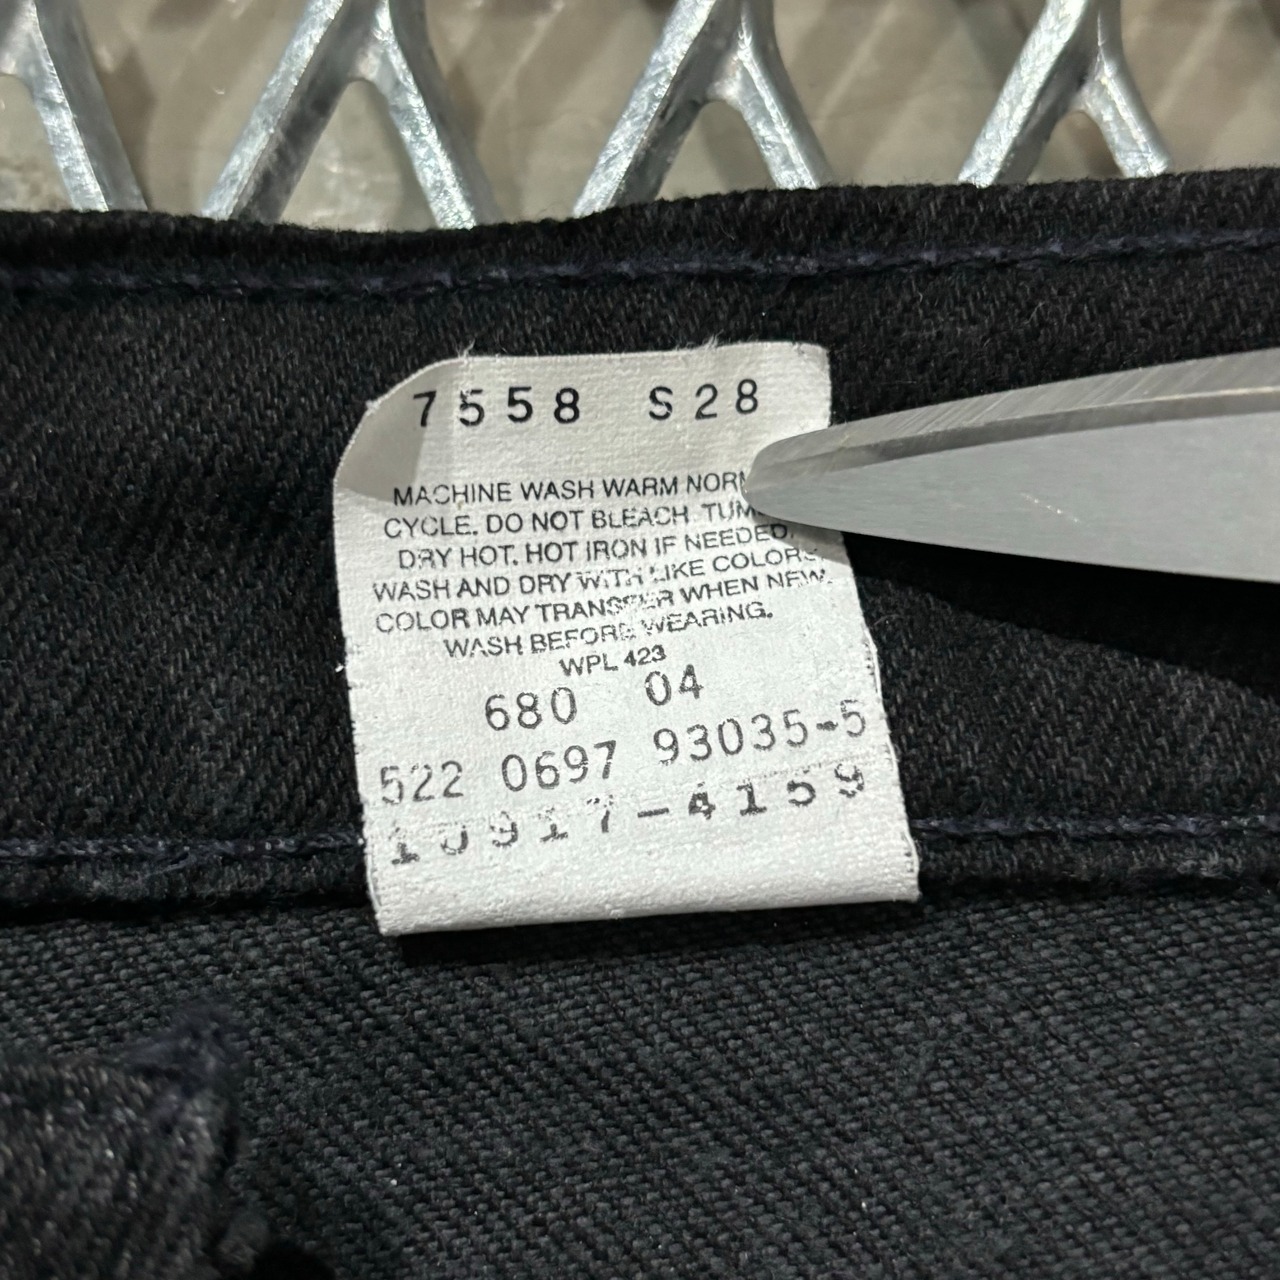 7558 S28
MACHINE WASH WARM NORM
CYCLE. DO NOT BLEACH. TUM
DRY HOT. HOT IRON IF NEEDED.
WASH AND DRY WITH LIKE COLORS.
COLOR MAY TRANSFER WHEN NEW.
WASH BEFORE WEARING.
WPL 423
680 04
522 0697 93035-5
10917-4159